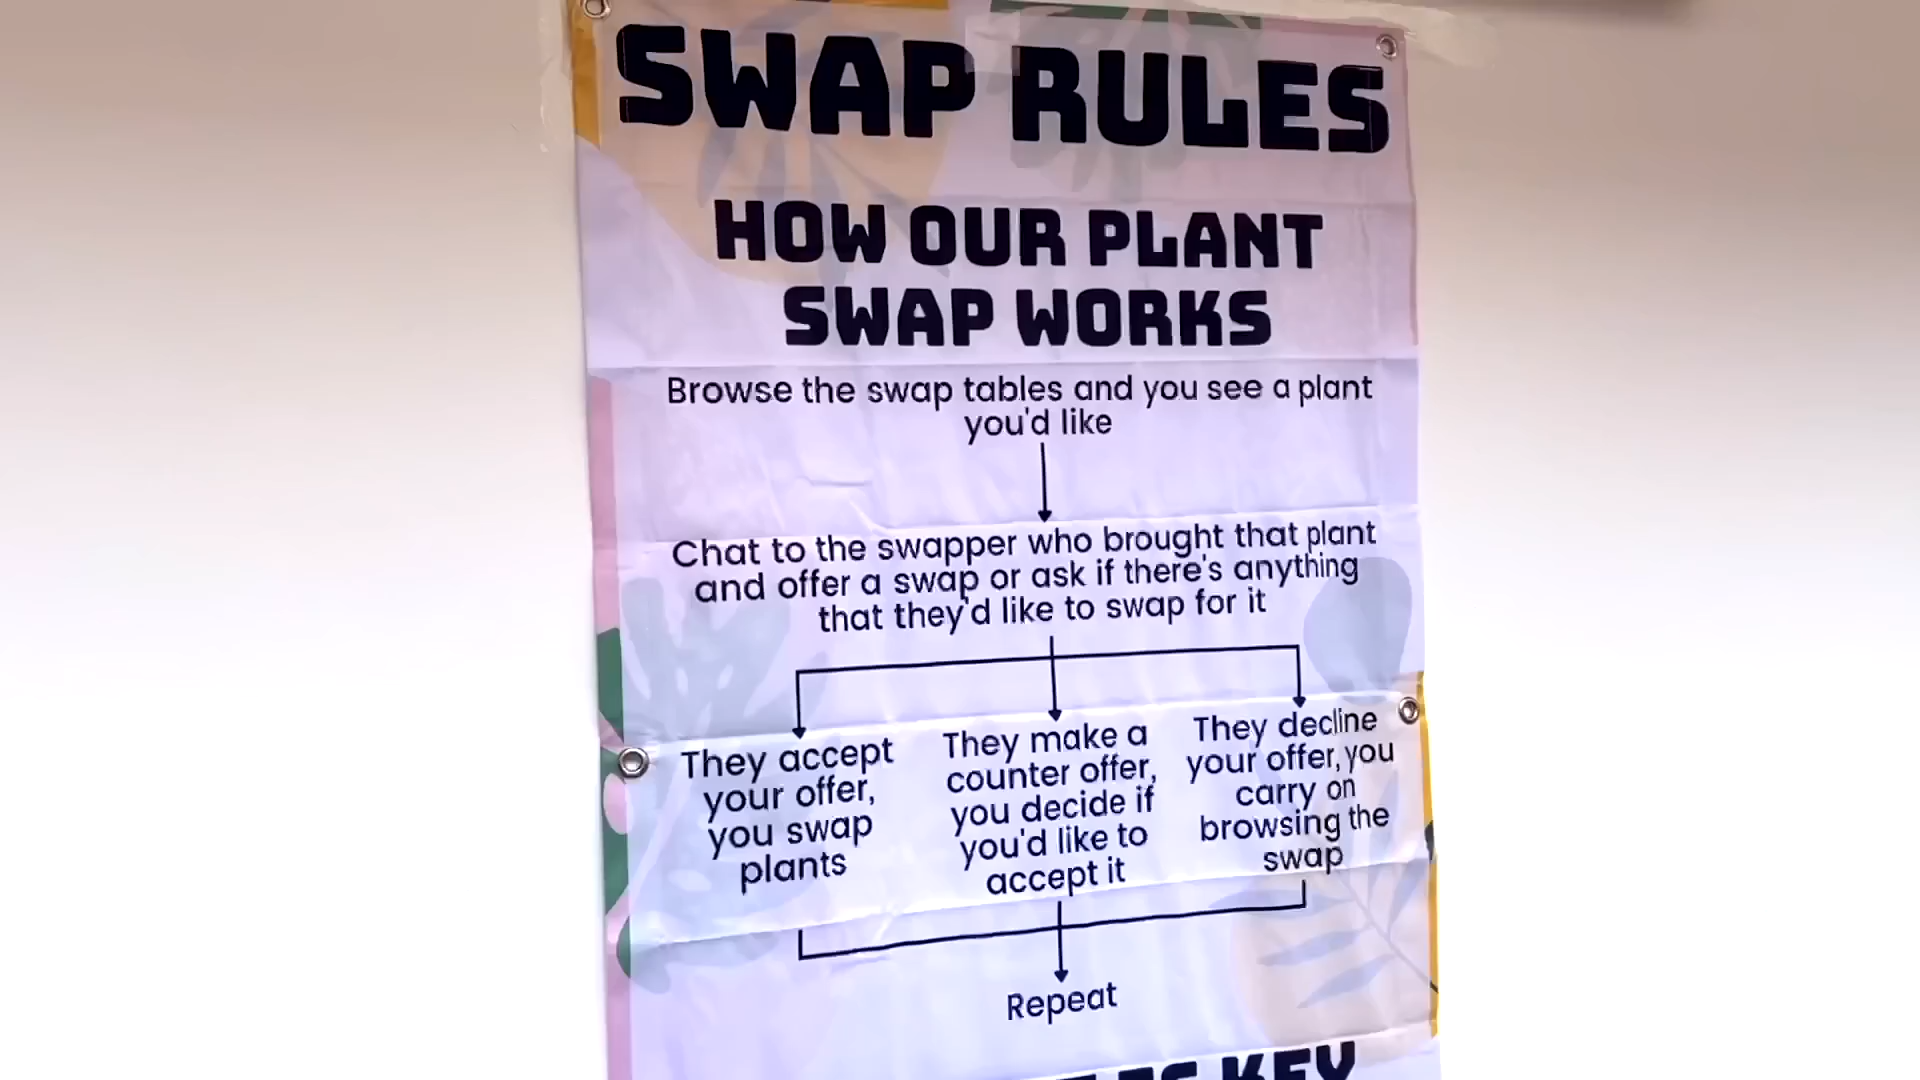 SWAP RULES
HOW OUR PLANT
SWAP WORKS
Browse the swap tables and you see a plant
you'd like
Chat to the swapper who brought that plant
and offer a swap or ask if there's anything
that they'd like to swap for it
They accept
your offer,
you swap
plants
They make a
counter offer,
you decide if
you'd like to
accept it
They decline
your offer, you
carry on
browsing the
swap
Repeat
KEY